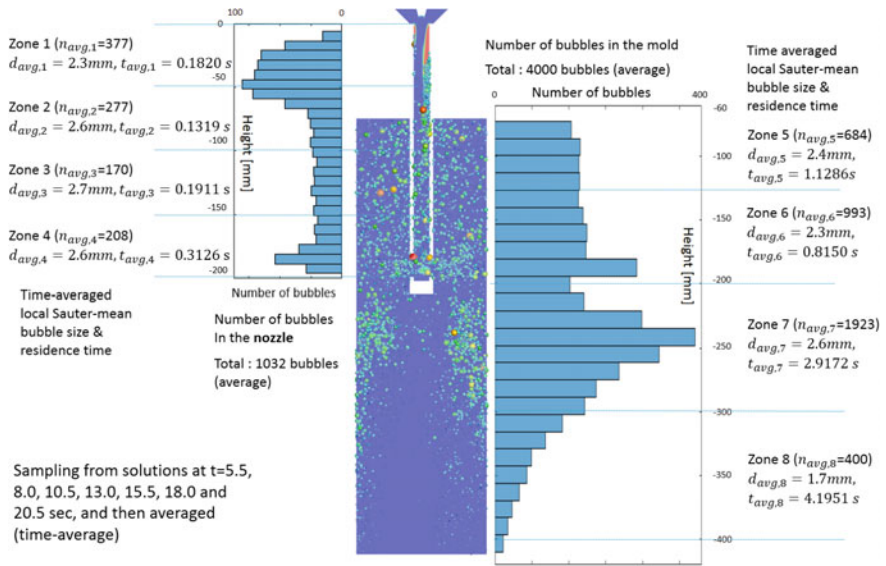 100
0
0
-50
-100
-150
-200
Height [mm]
Number of bubbles
Zone 1 (n_avg,1=377)
d_avg,1 = 2.3mm, t_avg,1 = 0.1820 s
Zone 2 (n_avg,2=277)
d_avg,2 = 2.6mm, t_avg,2 = 0.1319 s
Zone 3 (n_avg,3=170)
d_avg,3 = 2.7mm, t_avg,3 = 0.1911 s
Zone 4 (n_avg,4=208)
d_avg,4 = 2.6mm, t_avg,4 = 0.3126 s
Time-averaged
local Sauter-mean
bubble size &
residence time
Number of bubbles
In the nozzle
Total : 1032 bubbles
(average)
Sampling from solutions at t=5.5,
8.0, 10.5, 13.0, 15.5, 18.0 and
20.5 sec, and then averaged
(time-average)
Number of bubbles in the mold
Total : 4000 bubbles (average)
Number of bubbles
0
400
-60
-100
-150
-200
-250
-300
-350
-400
Height [mm]
Time averaged
local Sauter-mean
bubble size &
residence time
Zone 5 (n_avg,5=684)
d_avg,5 = 2.4mm,
t_avg,5 = 1.1286s
Zone 6 (n_avg,6=993)
d_avg,6 = 2.3mm,
t_avg,6 = 0.8150 s
Zone 7 (n_avg,7=1923)
d_avg,7 = 2.6mm,
t_avg,7 = 2.9172 s
Zone 8 (n_avg,8=400)
d_avg,8 = 1.7mm,
t_avg,8 = 4.1951 s